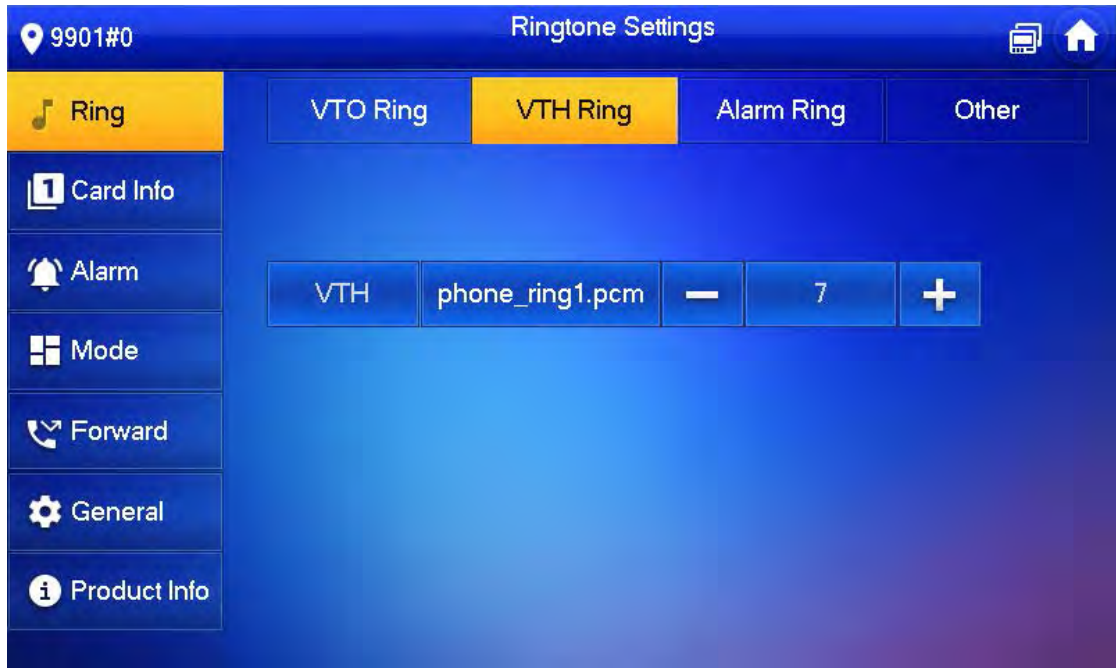 9901#0
Ringtone Settings
Ring
VTO Ring
VTH Ring
Alarm Ring
Other
1 Card Info
Alarm
VTH
phone_ring1.pcm
7
Mode
Forward
General
Product Info